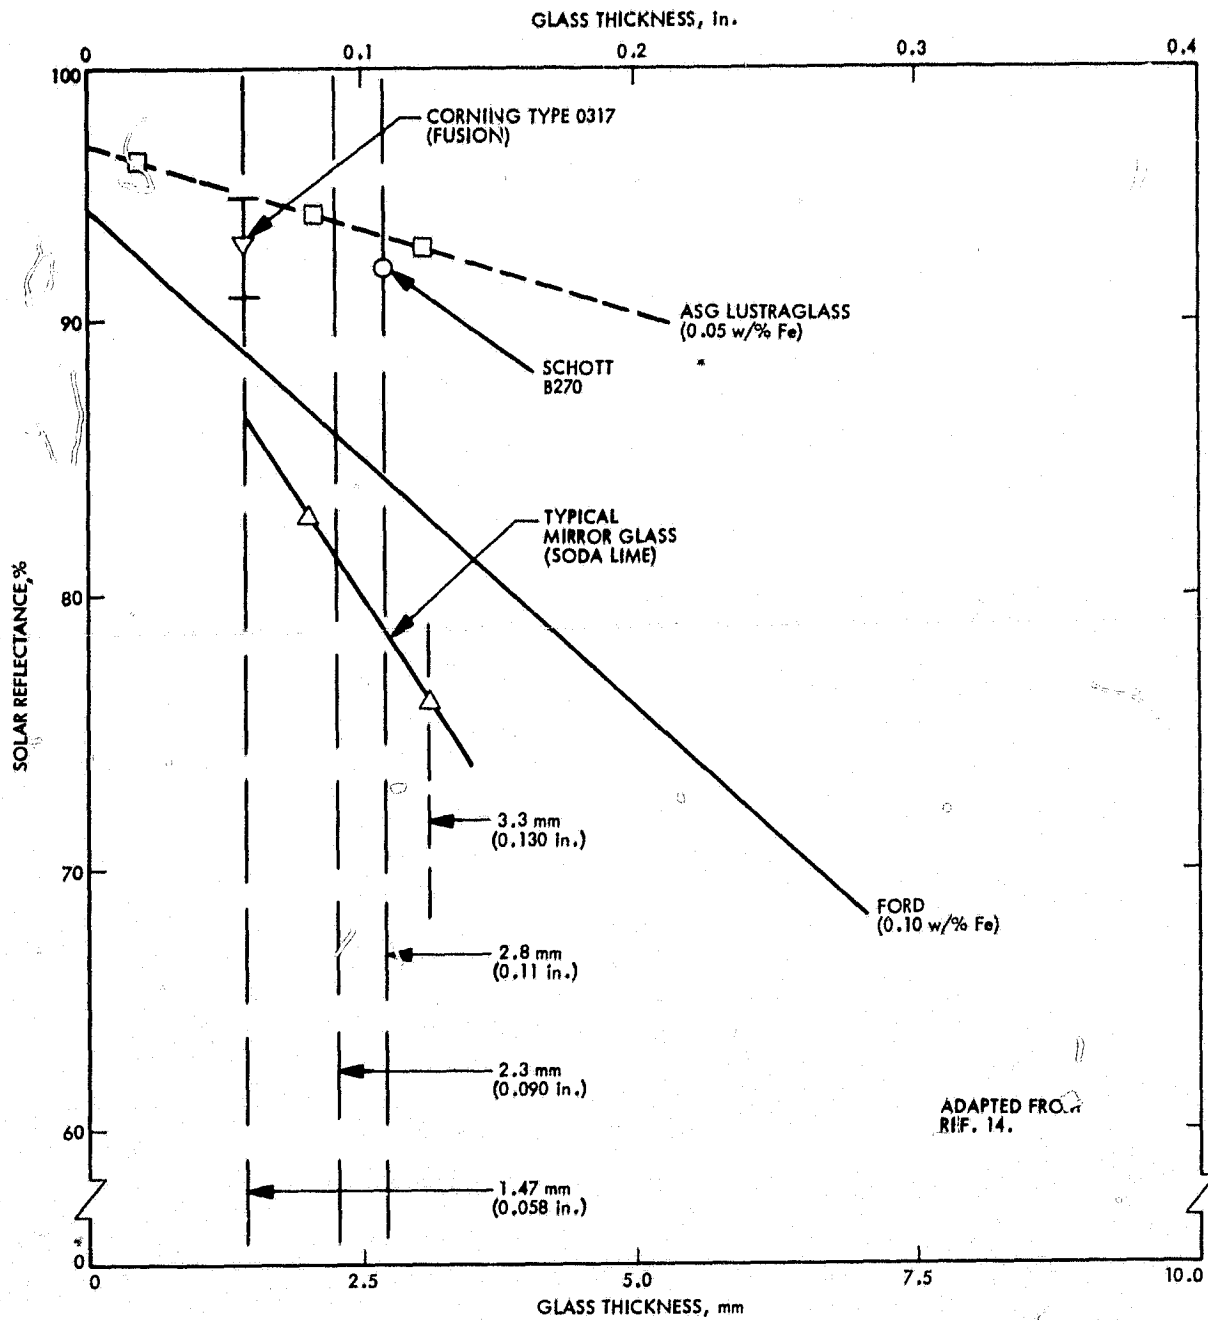 GLASS THICKNESS, in.
0 0.1 0.2 0.3 0.4
100
CORNING TYPE 0317
(FUSION)
ASG LUSTRAGLASS
(0.05 w/% Fe)
90
SCHOTT
B270
TYPICAL
MIRROR GLASS
(SODA LIME)
SOLAR REFLECTANCE,%
80
3.3 mm
(0.130 in.)
70
FORD
(0.10 w/% Fe)
2.8 mm
(0.11 in.)
2.3 mm
(0.090 in.)
ADAPTED FROM
REF. 14.
60
1.47 mm
(0.058 in.)
0
0 2.5 5.0 7.5 10.0
GLASS THICKNESS, mm